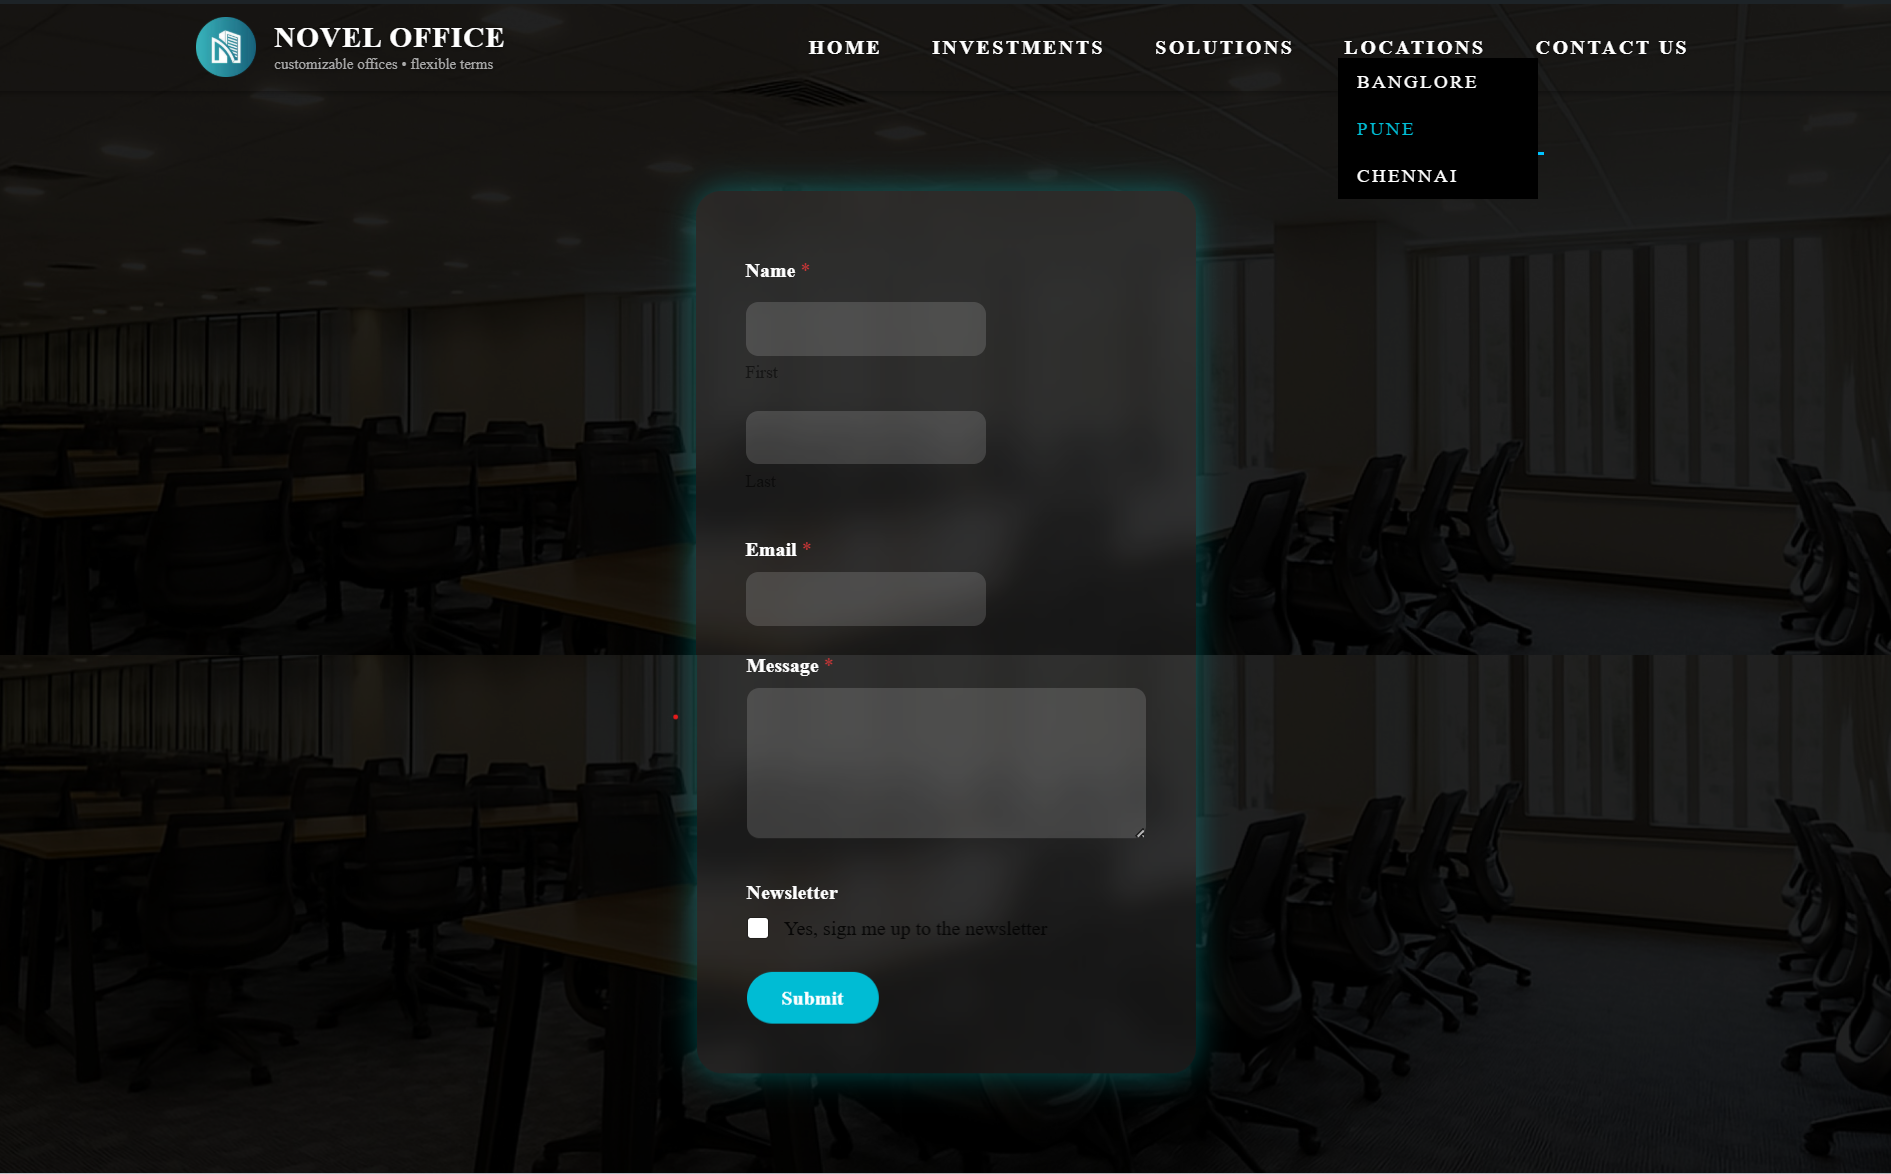 NOVEL OFFICE
customizable offices • flexible terms
HOME INVESTMENTS SOLUTIONS LOCATIONS CONTACT US
BANGLORE
PUNE
CHENNAI
Name *
First
Last
Email *
Message *
Newsletter
Yes, sign me up to the newsletter
Submit